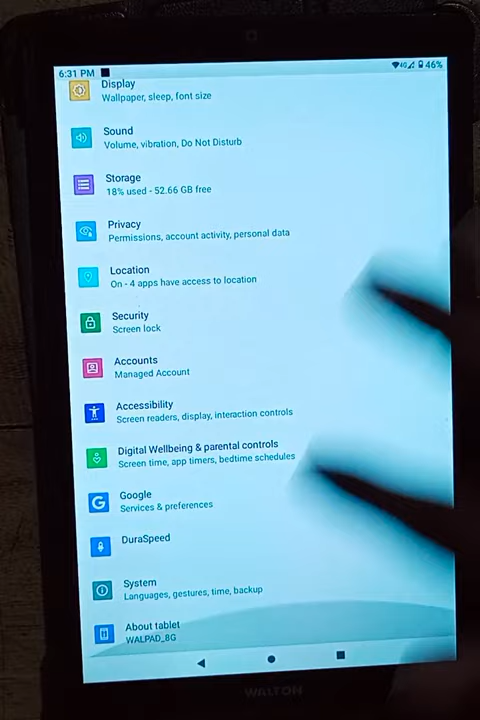 6:31 PM
4G 46%
Display
Wallpaper, sleep, font size
Sound
Volume, vibration, Do Not Disturb
Storage
18% used - 52.66 GB free
Privacy
Permissions, account activity, personal data
Location
On - 4 apps have access to location
Security
Screen lock
Accounts
Managed Account
Accessibility
Screen readers, display, interaction controls
Digital Wellbeing & parental controls
Screen time, app timers, bedtime schedules
G
Google
Services & preferences
DuraSpeed
System
Languages, gestures, time, backup
About tablet
WALPAD_8G
WALTON